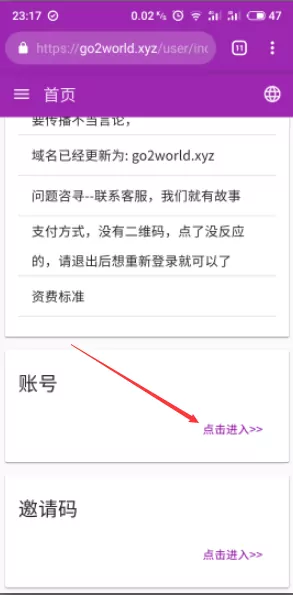 23:17 0.02 K/s 47
https://go2world.xyz/user/ind 11
首页
要传播不当言论，
域名已经更新为: go2world.xyz
问题咨寻--联系客服，我们就有故事
支付方式，没有二维码，点了没反应
的，请退出后想重新登录就可以了
资费标准
账号
点击进入>>
邀请码
点击进入>>